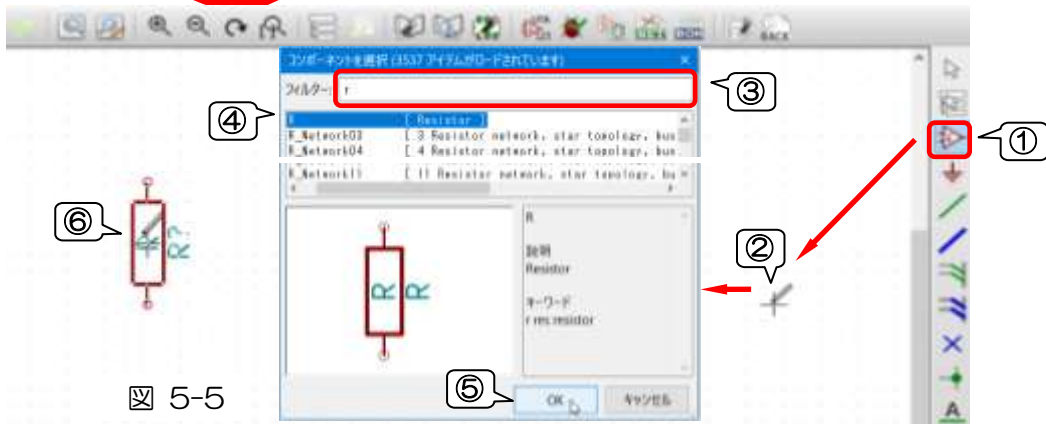 BACK
コンポーネントを選択 (3537 アイテムがロードされています)
フィルター: r
③
④
R [ Resistor ]
R_Network03 [ 3 Resistor network, star topology, bus
R_Network04 [ 4 Resistor network, star topology, bus
R_Network11 [ 11 Resistor network, star topology, bu
①
⑥
R
R?
R
R
R
説明
Resistor
キーワード
r res resistor
②
⑤
OK
キャンセル
A
図 5-5